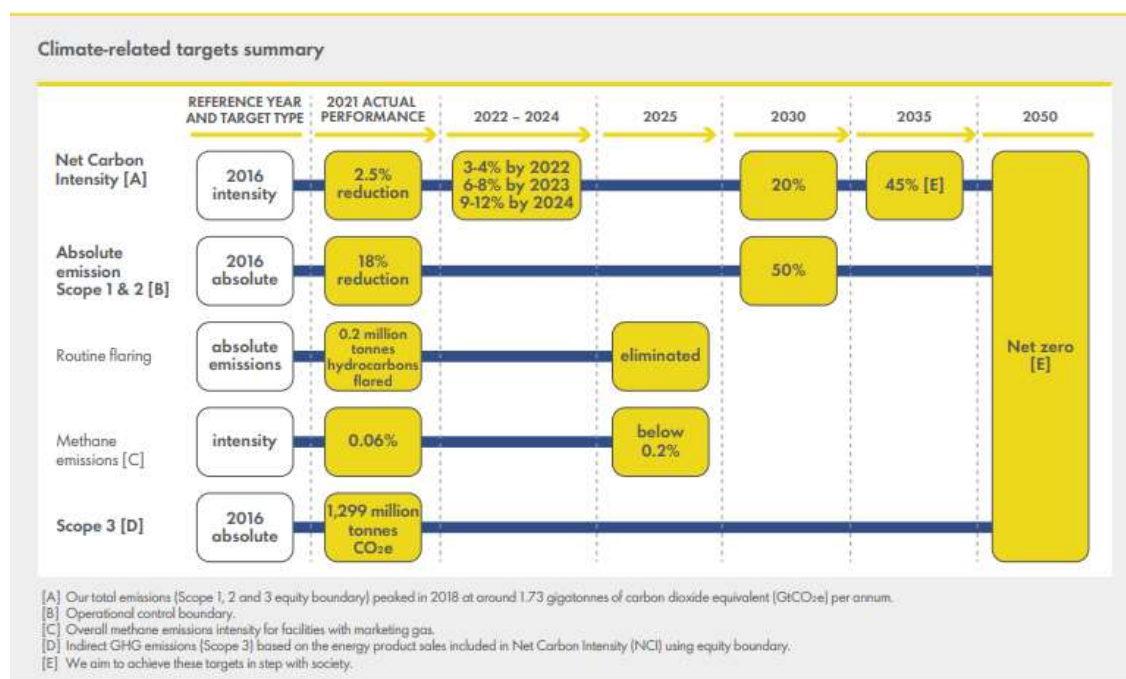 Climate-related targets summary
REFERENCE YEAR
AND TARGET TYPE
2021 ACTUAL
PERFORMANCE
2022 – 2024
2025
2030
2035
2050
Net Carbon
Intensity [A]
2016
intensity
2.5%
reduction
3-4% by 2022
6-8% by 2023
9-12% by 2024
20%
45% [E]
Absolute
emission
Scope 1 & 2 [B]
2016
absolute
18%
reduction
50%
Routine flaring
absolute
emissions
0.2 million
tonnes
hydrocarbons
flared
eliminated
Net zero
[E]
Methane
emissions [C]
intensity
0.06%
below
0.2%
Scope 3 [D]
2016
absolute
1,299 million
tonnes
CO₂e
[A] Our total emissions (Scope 1, 2 and 3 equity boundary) peaked in 2018 at around 1.73 gigatonnes of carbon dioxide equivalent (GtCO₂e) per annum.
[B] Operational control boundary.
[C] Overall methane emissions intensity for facilities with marketing gas.
[D] Indirect GHG emissions (Scope 3) based on the energy product sales included in Net Carbon Intensity (NCI) using equity boundary.
[E] We aim to achieve these targets in step with society.